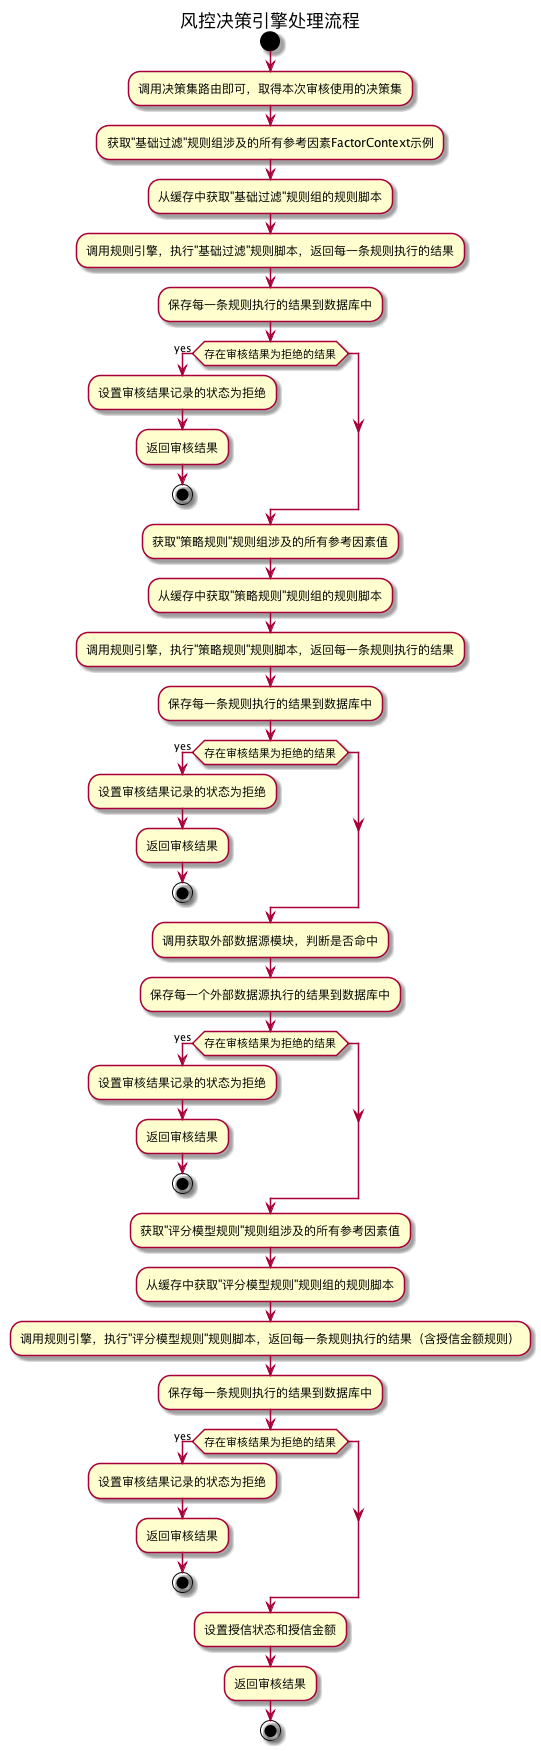 风控决策引擎处理流程
调用决策集路由即可，取得本次审核使用的决策集
获取"基础过滤"规则组涉及的所有参考因素FactorContext示例
从缓存中获取"基础过滤"规则组的规则脚本
调用规则引擎，执行"基础过滤"规则脚本，返回每一条规则执行的结果
保存每一条规则执行的结果到数据库中
yes
存在审核结果为拒绝的结果
设置审核结果记录的状态为拒绝
返回审核结果
获取"策略规则"规则组涉及的所有参考因素值
从缓存中获取"策略规则"规则组的规则脚本
调用规则引擎，执行"策略规则"规则脚本，返回每一条规则执行的结果
保存每一条规则执行的结果到数据库中
yes
存在审核结果为拒绝的结果
设置审核结果记录的状态为拒绝
返回审核结果
调用获取外部数据源模块，判断是否命中
保存每一个外部数据源执行的结果到数据库中
yes
存在审核结果为拒绝的结果
设置审核结果记录的状态为拒绝
返回审核结果
获取"评分模型规则"规则组涉及的所有参考因素值
从缓存中获取"评分模型规则"规则组的规则脚本
调用规则引擎，执行"评分模型规则"规则脚本，返回每一条规则执行的结果（含授信金额规则）
保存每一条规则执行的结果到数据库中
yes
存在审核结果为拒绝的结果
设置审核结果记录的状态为拒绝
返回审核结果
设置授信状态和授信金额
返回审核结果